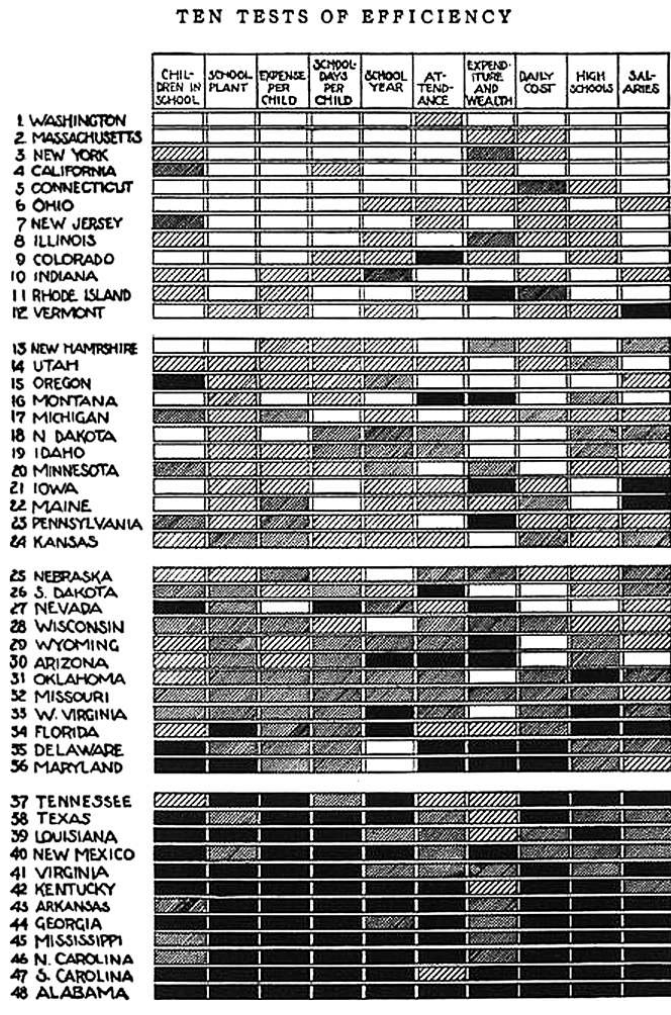 TEN TESTS OF EFFICIENCY
CHIL-
DREN IN
SCHOOL
SCHOOL
PLANT
EXPENSE
PER
CHILD
SCHOOL-
DAYS
PER
CHILD
SCHOOL
YEAR
AT-
TEND-
ANCE
EXPEND-
ITURE
AND
WEALTH
DAILY
COST
HIGH
SCHOOLS
SAL-
ARIES
1 WASHINGTON
2 MASSACHUSETTS
3 NEW YORK
4 CALIFORNIA
5 CONNECTICUT
6 OHIO
7 NEW JERSEY
8 ILLINOIS
9 COLORADO
10 INDIANA
11 RHODE ISLAND
12 VERMONT
13 NEW HAMPSHIRE
14 UTAH
15 OREGON
16 MONTANA
17 MICHIGAN
18 N DAKOTA
19 IDAHO
20 MINNESOTA
21 IOWA
22 MAINE
23 PENNSYLVANIA
24 KANSAS
25 NEBRASKA
26 S. DAKOTA
27 NEVADA
28 WISCONSIN
29 WYOMING
30 ARIZONA
31 OKLAHOMA
32 MISSOURI
33 W. VIRGINIA
34 FLORIDA
35 DELAWARE
36 MARYLAND
37 TENNESSEE
38 TEXAS
39 LOUISIANA
40 NEW MEXICO
41 VIRGINIA
42 KENTUCKY
43 ARKANSAS
44 GEORGIA
45 MISSISSIPPI
46 N. CAROLINA
47 S. CAROLINA
48 ALABAMA